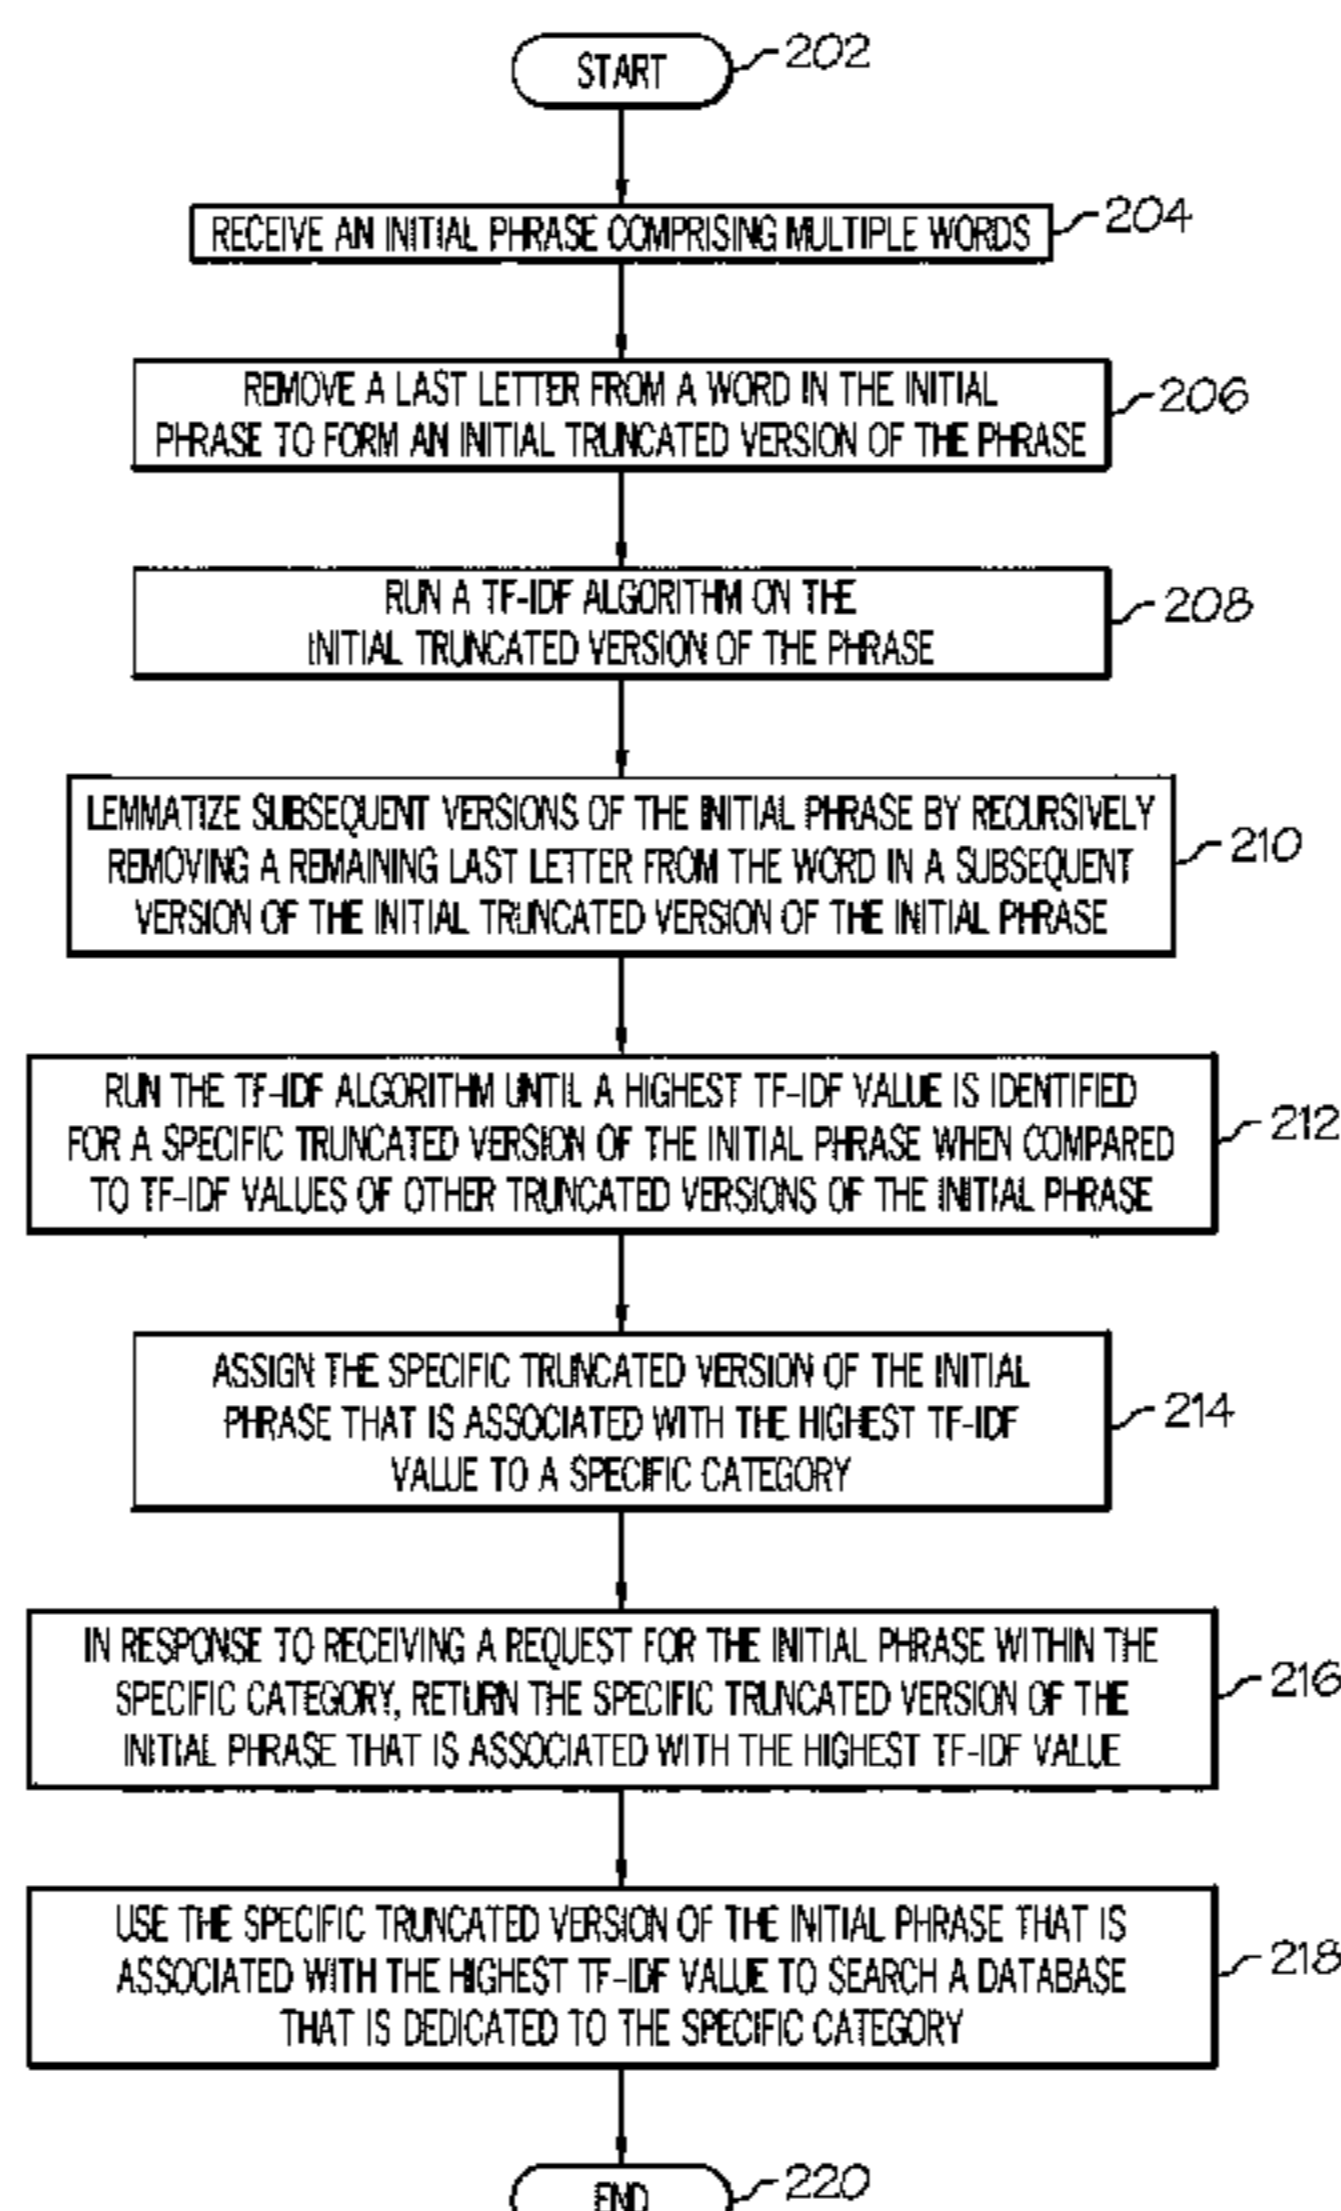 START
202
RECEIVE AN INITIAL PHRASE COMPRISING MULTIPLE WORDS
204
REMOVE A LAST LETTER FROM A WORD IN THE INITIAL
PHRASE TO FORM AN INITIAL TRUNCATED VERSION OF THE PHRASE
206
RUN A TF-IDF ALGORITHM ON THE
INITIAL TRUNCATED VERSION OF THE PHRASE
208
LEMMATIZE SUBSEQUENT VERSIONS OF THE INITIAL PHRASE BY RECURSIVELY
REMOVING A REMAINING LAST LETTER FROM THE WORD IN A SUBSEQUENT
VERSION OF THE INITIAL TRUNCATED VERSION OF THE INITIAL PHRASE
210
RUN THE TF-IDF ALGORITHM UNTIL A HIGHEST TF-IDF VALUE IS IDENTIFIED
FOR A SPECIFIC TRUNCATED VERSION OF THE INITIAL PHRASE WHEN COMPARED
TO TF-IDF VALUES OF OTHER TRUNCATED VERSIONS OF THE INITIAL PHRASE
212
ASSIGN THE SPECIFIC TRUNCATED VERSION OF THE INITIAL
PHRASE THAT IS ASSOCIATED WITH THE HIGHEST TF-IDF
VALUE TO A SPECIFIC CATEGORY
214
IN RESPONSE TO RECEIVING A REQUEST FOR THE INITIAL PHRASE WITHIN THE
SPECIFIC CATEGORY, RETURN THE SPECIFIC TRUNCATED VERSION OF THE
INITIAL PHRASE THAT IS ASSOCIATED WITH THE HIGHEST TF-IDF VALUE
216
USE THE SPECIFIC TRUNCATED VERSION OF THE INITIAL PHRASE THAT IS
ASSOCIATED WITH THE HIGHEST TF-IDF VALUE TO SEARCH A DATABASE
THAT IS DEDICATED TO THE SPECIFIC CATEGORY
218
END
220